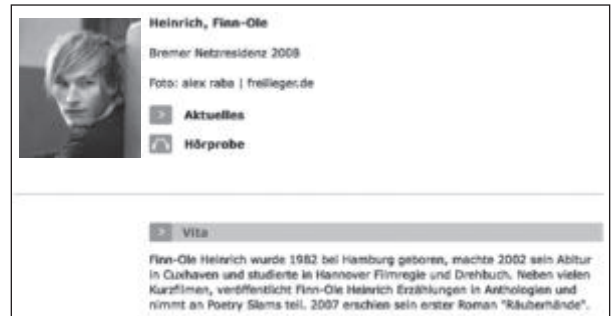 Heinrich, Finn-Ole
Bremer Netzresidenz 2008
Foto: alex rabe | freilieger.de
Aktuelles
Hörprobe
Vita
Finn-Ole Heinrich wurde 1982 bei Hamburg geboren, machte 2002 sein Abitur
in Cuxhaven und studierte in Hannover Filmregie und Drehbuch. Neben vielen
Kurzfilmen, veröffentlicht Finn-Ole Heinrich Erzählungen in Anthologien und
nimmt an Poetry Slams teil. 2007 erschien sein erster Roman "Räuberhände".